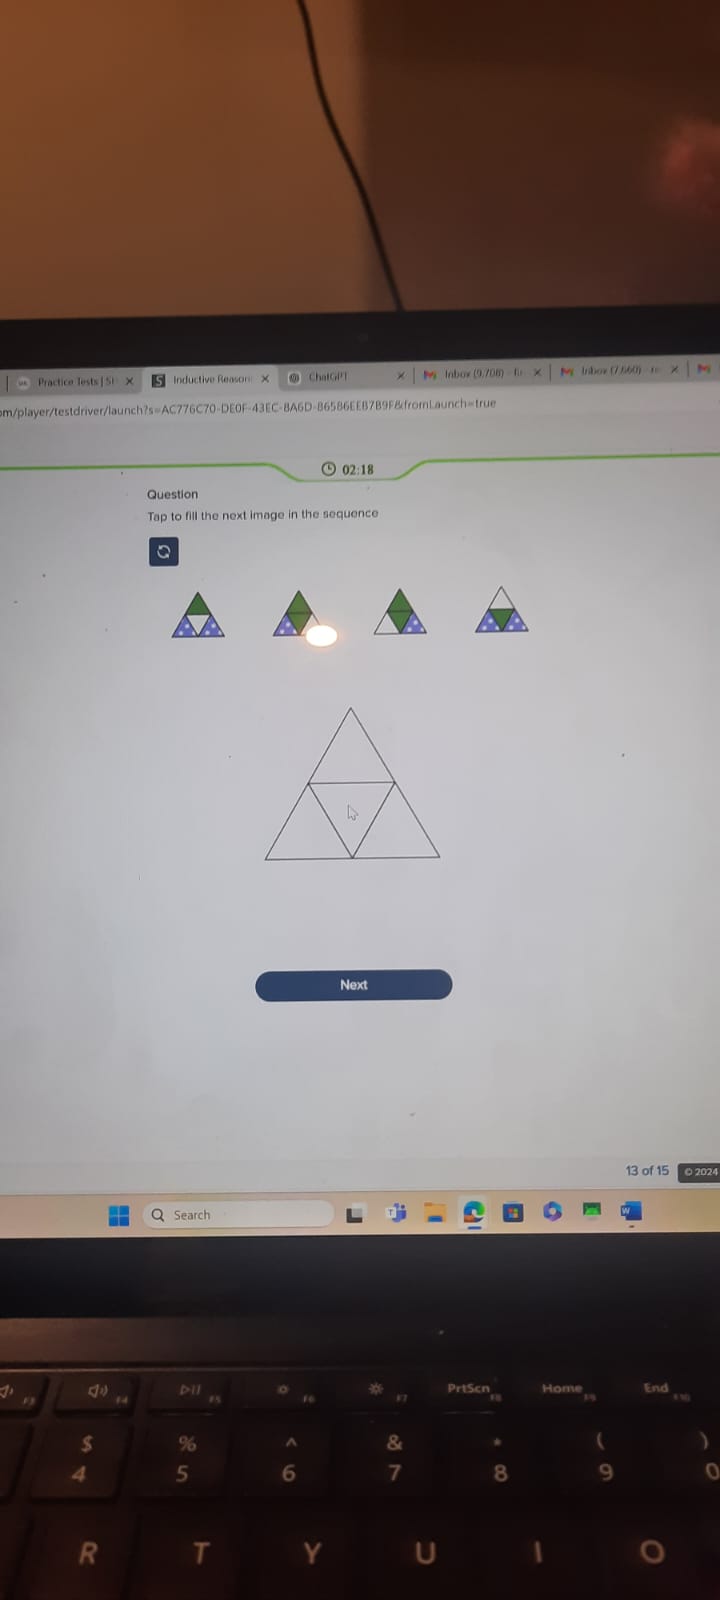 Practice Tests | S
Inductive Reason
ChatGPT
Inbox (9,708)
Inbox (7,660)
om/player/testdriver/launch?s=AC776C70-DE0F-43EC-8A6D-86586EEB7B9F&fromLaunch=true
02:18
Question
Tap to fill the next image in the sequence
Next
13 of 15
© 2024
Search
F4
F5
F6
F7
PrtScn
F8
Home
F9
End
F10
$ % ^ & * ( )
4 5 6 7 8 9 0
R T Y U I O